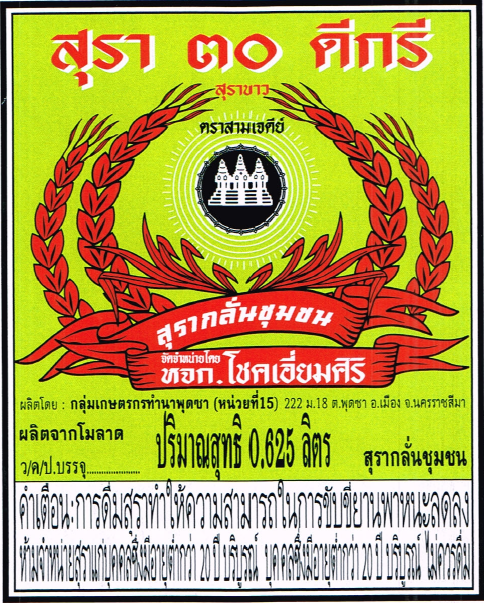 สุรา ๓๐ ดีกรี
สุราขาว
ตราสามเจดีย์
สุรากลั่นชุมชน
จัดจำหน่ายโดย
หจก.โชคเอี่ยมศิริ
ผลิตโดย : กลุ่มเกษตรกรทำนาพุดซา (หน่วยที่15) 222 ม.18 ต.พุดซา อ.เมือง จ.นครราชสีมา
ผลิตจากโมลาด
ปริมาณสุทธิ 0.625 ลิตร
ว/ด/ป.บรรจุ......................
สุรากลั่นชุมชน
คำเตือน:การดื่มสุราทำให้ความสามารถในการขับขี่ยานพาหนะลดลง
ห้ามจำหน่ายสุราแก่บุคคลซึ่งมีอายุต่ำกว่า 20 ปี บริบูรณ์ บุคคลซึ่งมีอายุต่ำกว่า 20 ปี บริบูรณ์ ไม่ควรดื่ม